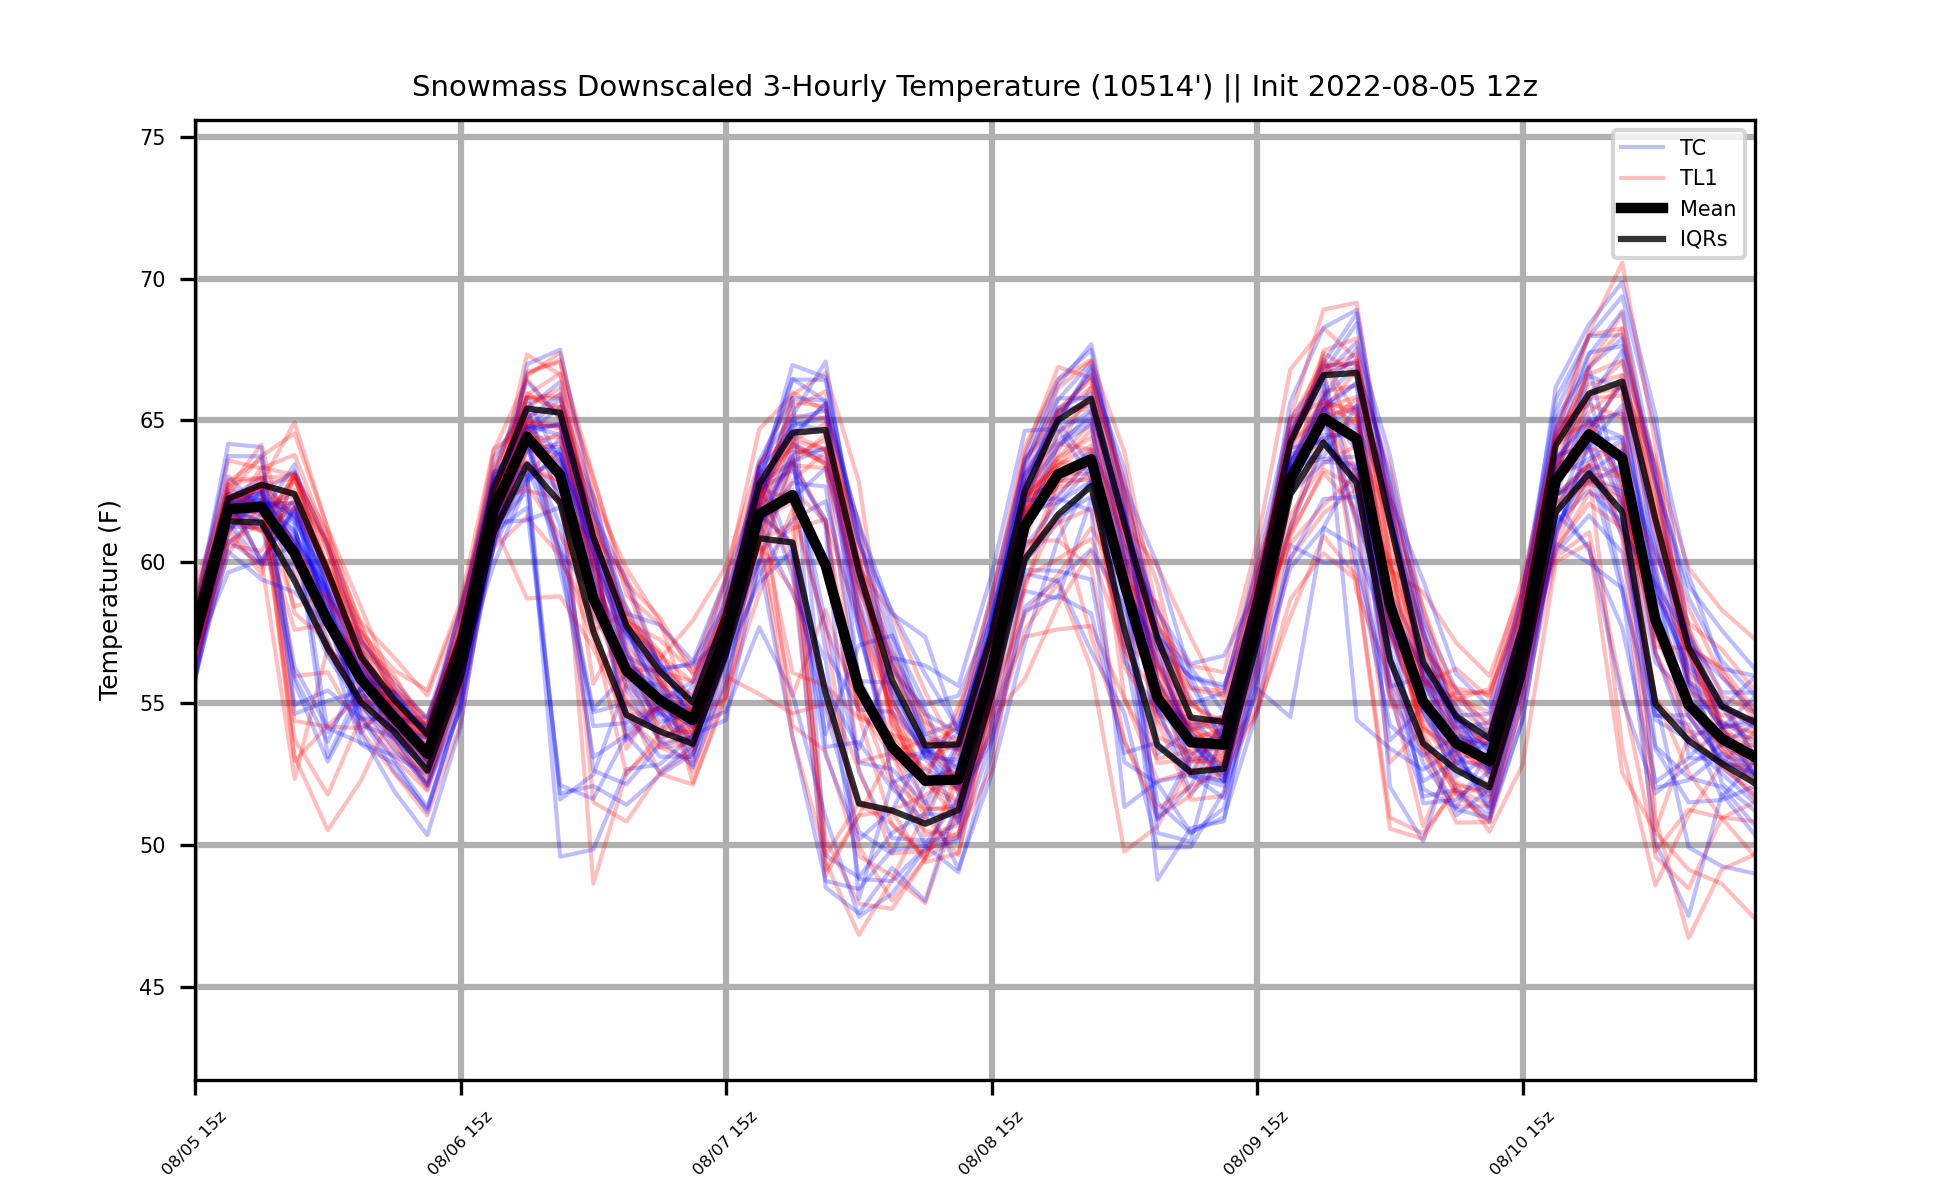 Snowmass Downscaled 3-Hourly Temperature (10514') || Init 2022-08-05 12z
75
70
65
60
55
50
45
Temperature (F)
TC
TL1
Mean
IQRs
08/05 15z
08/06 15z
08/07 15z
08/08 15z
08/09 15z
08/10 15z